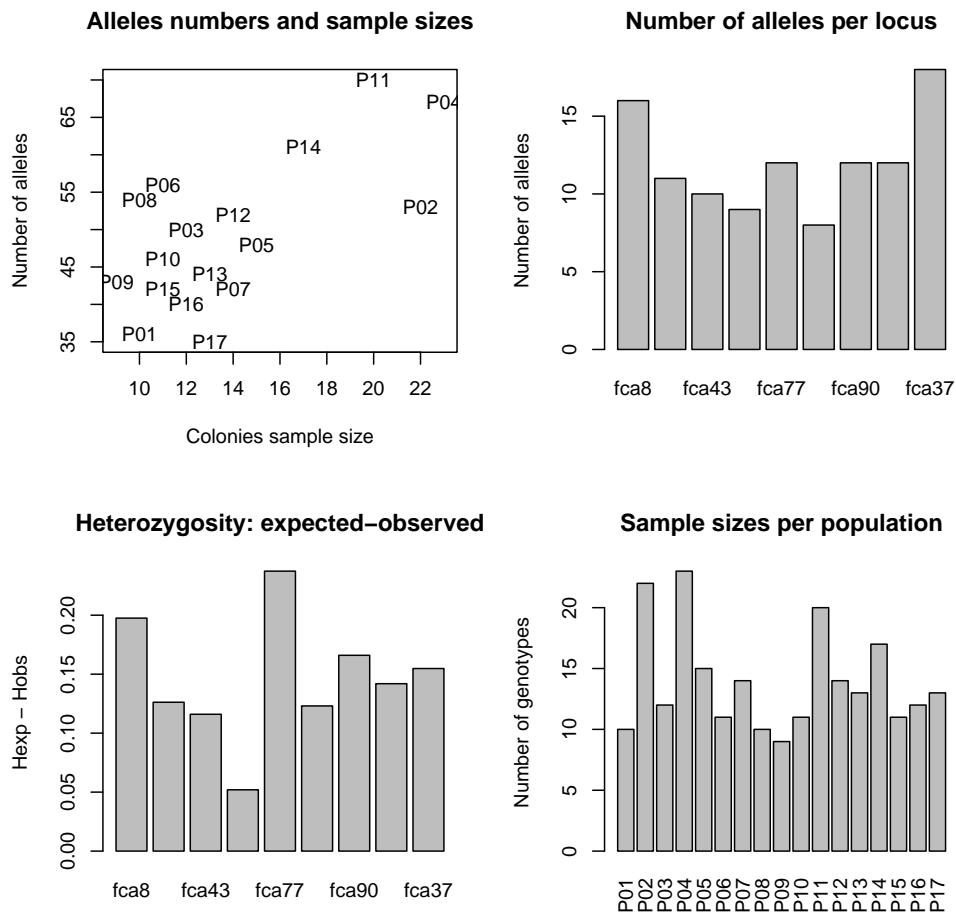 Alleles numbers and sample sizes
Number of alleles
35 45 55 65
P11
P04
P14
P06
P08
P02
P12
P03
P05
P10
P13
P09
P15
P07
P16
P01
P17
10 12 14 16 18 20 22
Colonies sample size
Number of alleles per locus
Number of alleles
0 5 10 15
fca8 fca43 fca77 fca90 fca37
Heterozygosity: expected−observed
Hexp − Hobs
0.00 0.05 0.10 0.15 0.20
fca8 fca43 fca77 fca90 fca37
Sample sizes per population
Number of genotypes
0 5 10 15 20
P01 P02 P03 P04 P05 P06 P07 P08 P09 P10 P11 P12 P13 P14 P15 P16 P17